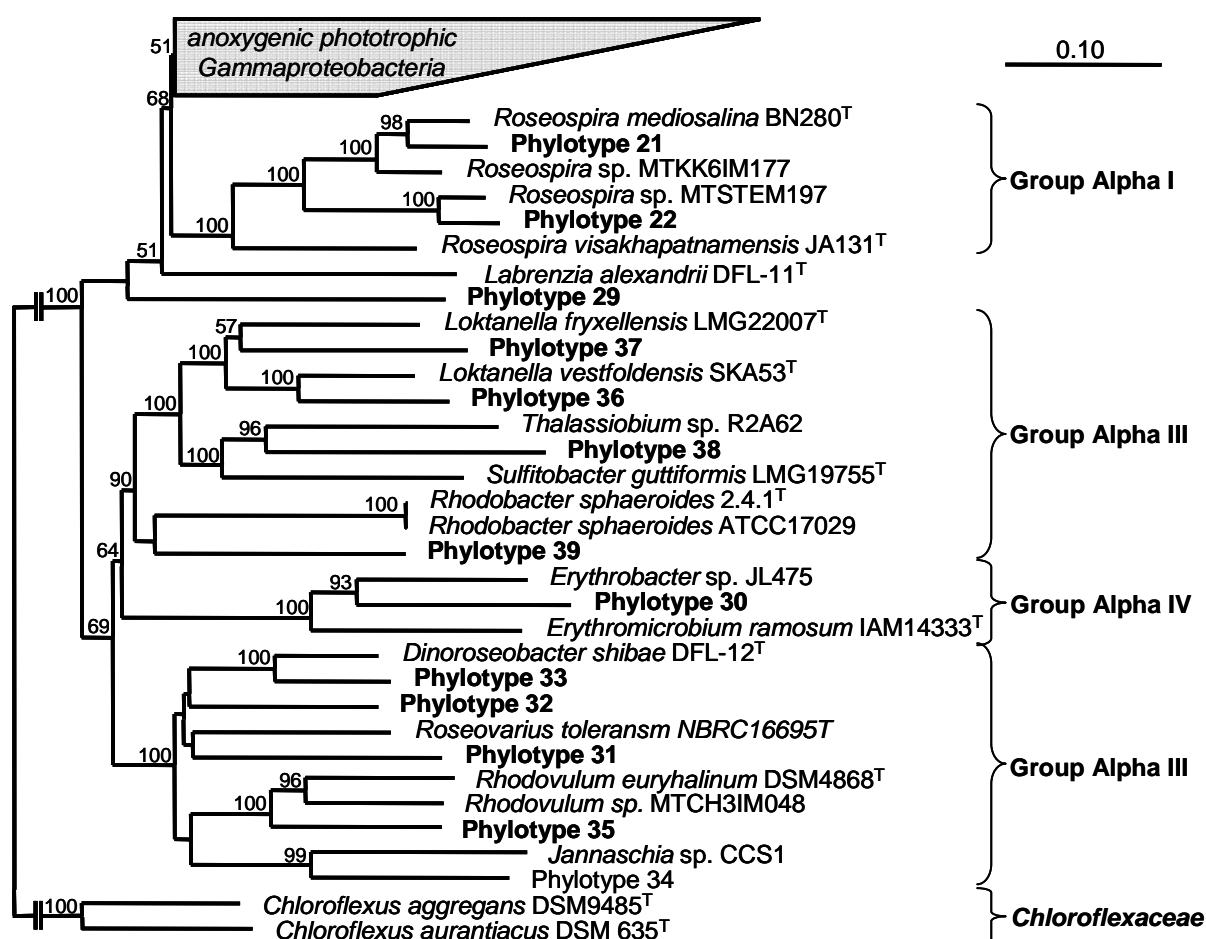 51
anoxygenic phototrophic
Gammaproteobacteria
0.10
68
Roseospira mediosalina BN280T
98
Phylotype 21
100
Roseospira sp. MTKK6IM177
100
Group Alpha I
Roseospira sp. MTSTEM197
100
Phylotype 22
100
Roseospira visakhapatnamensis JA131T
51
Labrenzia alexandrii DFL-11T
100
Phylotype 29
Loktanella fryxellensis LMG22007T
57
Phylotype 37
100
Loktanella vestfoldensis SKA53T
100
Phylotype 36
100
Thalassiobium sp. R2A62
96
Group Alpha III
Phylotype 38
100
Sulfitobacter guttiformis LMG19755T
90
Rhodobacter sphaeroides 2.4.1T
100
Rhodobacter sphaeroides ATCC17029
Phylotype 39
64
Erythrobacter sp. JL475
93
Phylotype 30
100
Group Alpha IV
Erythromicrobium ramosum IAM14333T
69
Dinoroseobacter shibae DFL-12T
100
Phylotype 33
Phylotype 32
Roseovarius toleransm NBRC16695T
Phylotype 31
100
Group Alpha III
Rhodovulum euryhalinum DSM4868T
96
Rhodovulum sp. MTCH3IM048
100
Phylotype 35
Jannaschia sp. CCS1
99
Phylotype 34
Chloroflexus aggregans DSM9485T
100
Chloroflexaceae
Chloroflexus aurantiacus DSM 635T